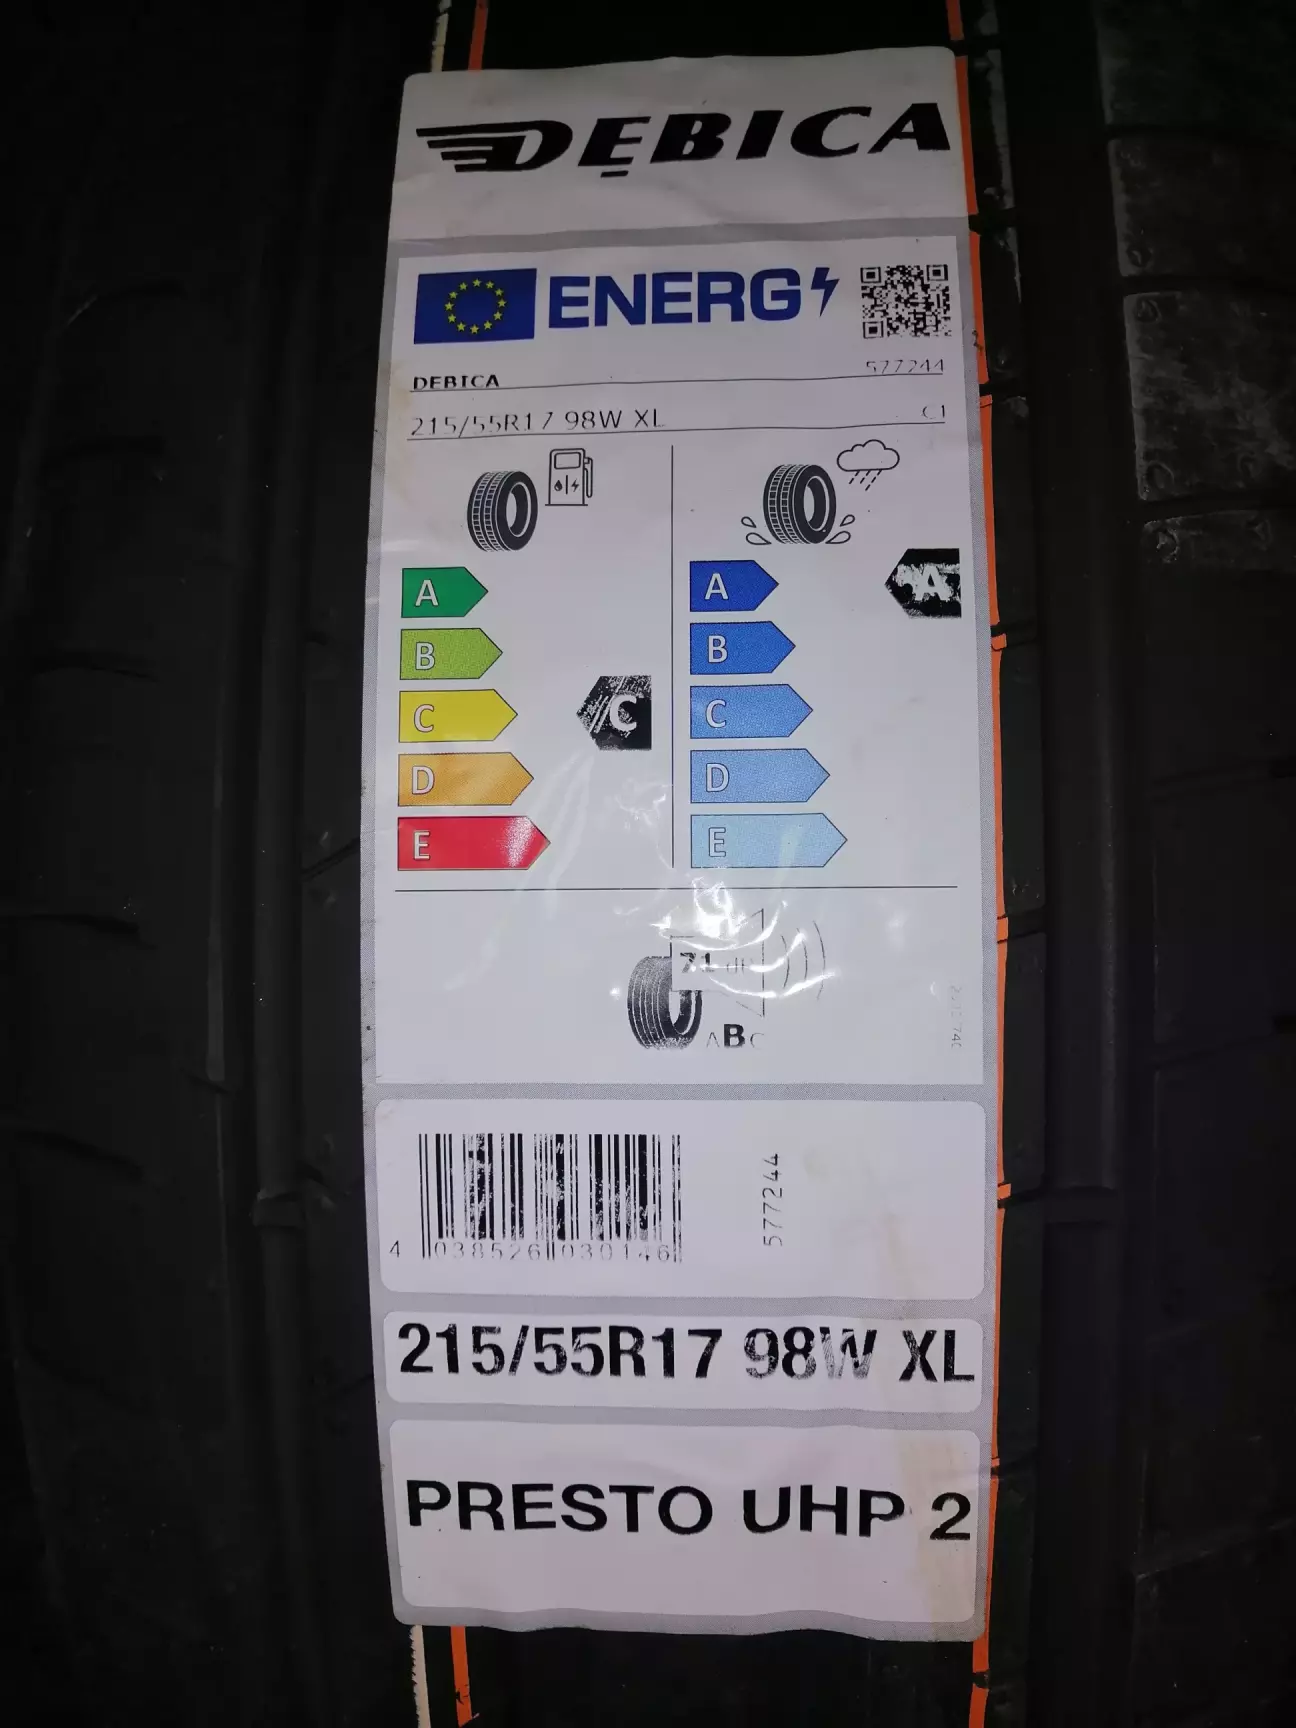 DĘBICA
ENERG
DEBICA
577244
215/55R17 98W XL
C1
A
A
A
B
B
C
C
C
D
D
E
E
71 dB
ABC
4 038526 030146
577244
215/55R17 98W XL
PRESTO UHP 2